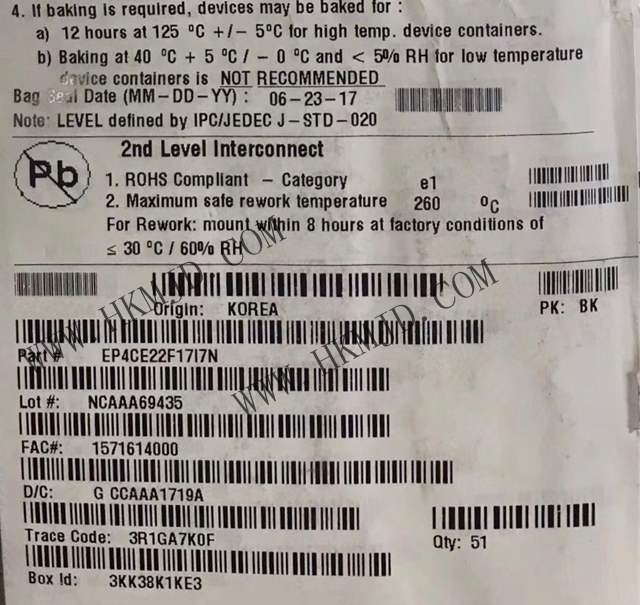 4. If baking is required, devices may be baked for :
a) 12 hours at 125 °C +/− 5°C for high temp. device containers.
b) Baking at 40 °C + 5 °C / − 0 °C and < 5% RH for low temperature
device containers is NOT RECOMMENDED
Bag Seal Date (MM−DD−YY) : 06−23−17
Note: LEVEL defined by IPC/JEDEC J−STD−020
Pb
2nd Level Interconnect
1. ROHS Compliant − Category e1
2. Maximum safe rework temperature 260 °C
For Rework: mount within 8 hours at factory conditions of
≤ 30 °C / 60% RH
Origin: KOREA
PK: BK
Part # EP4CE22F17I7N
Lot #: NCAAA69435
FAC#: 1571614000
D/C: G CCAAA1719A
Trace Code: 3R1GA7K0F
Qty: 51
Box Id: 3KK38K1KE3
WWW.HKMJD.COM
WWW.HKMJD.COM